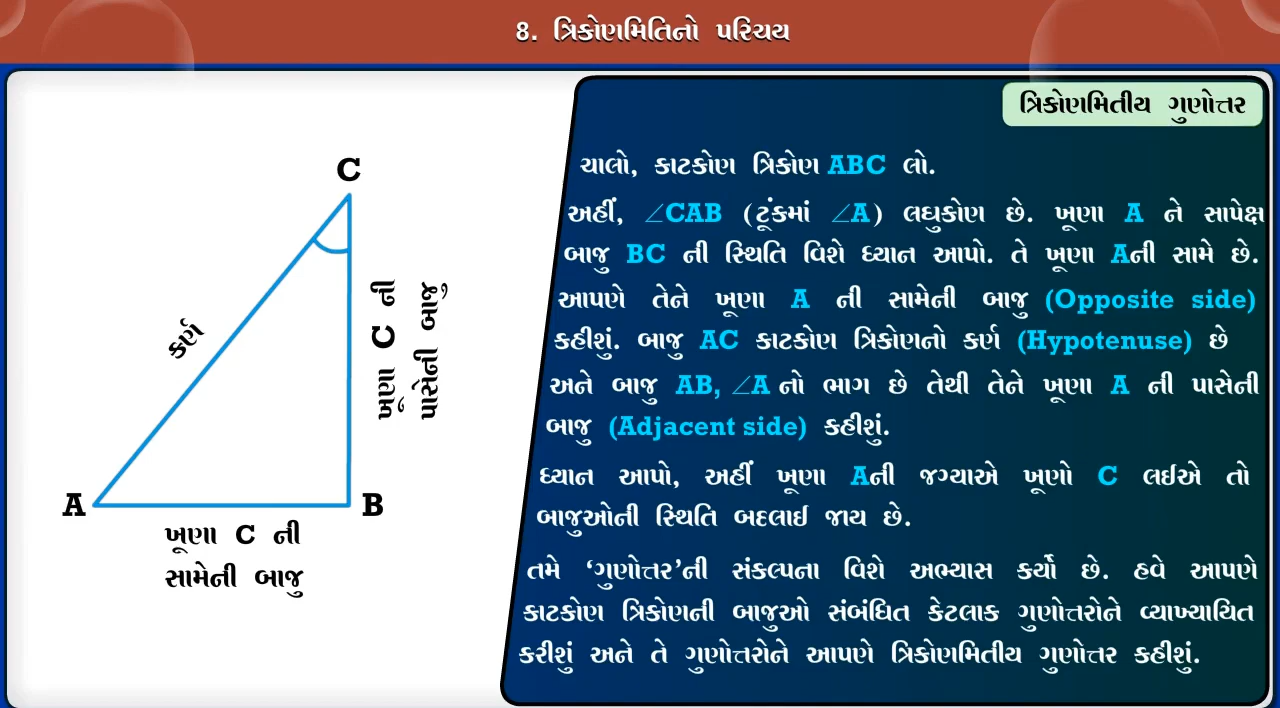 8. ત્રિકોણમિતિનો પરિચય
ત્રિકોણમિતીય ગુણોત્તર
C
કર્ણ
ખૂણા C ની
પાસેની બાજુ
A
B
ખૂણા C ની
સામેની બાજુ
ચાલો, કાટકોણ ત્રિકોણ ABC લો.
અહીં, ∠CAB (ટૂંકમાં ∠A) લઘુકોણ છે. ખૂણા A ને સાપેક્ષ
બાજુ BC ની સ્થિતિ વિશે ધ્યાન આપો. તે ખૂણા Aની સામે છે.
આપણે તેને ખૂણા A ની સામેની બાજુ (Opposite side)
કહીશું. બાજુ AC કાટકોણ ત્રિકોણનો કર્ણ (Hypotenuse) છે
અને બાજુ AB, ∠A નો ભાગ છે તેથી તેને ખૂણા A ની પાસેની
બાજુ (Adjacent side) કહીશું.
ધ્યાન આપો, અહીં ખૂણા Aની જગ્યાએ ખૂણો C લઈએ તો
બાજુઓની સ્થિતિ બદલાઈ જાય છે.
તમે ‘ગુણોત્તર’ની સંકલ્પના વિશે અભ્યાસ કર્યો છે. હવે આપણે
કાટકોણ ત્રિકોણની બાજુઓ સંબંધિત કેટલાક ગુણોત્તરોને વ્યાખ્યાયિત
કરીશું અને તે ગુણોત્તરોને આપણે ત્રિકોણમિતીય ગુણોત્તર કહીશું.